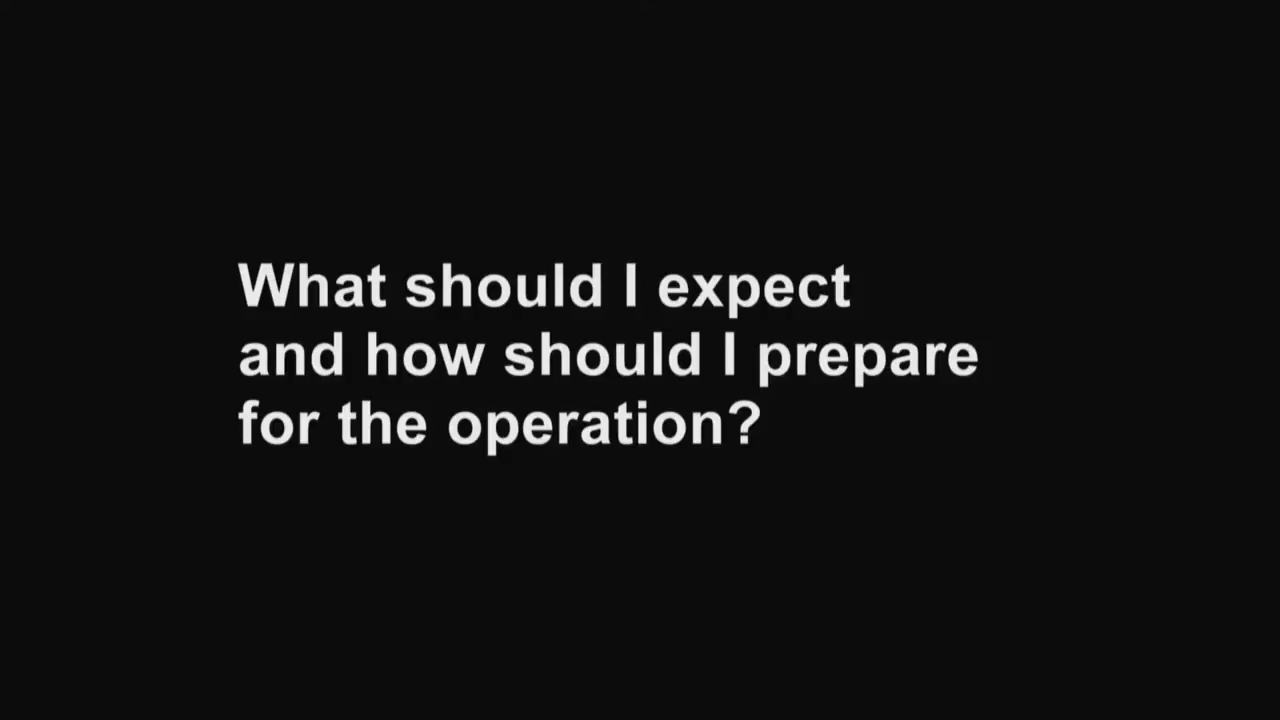 What should I expect
and how should I prepare
for the operation?